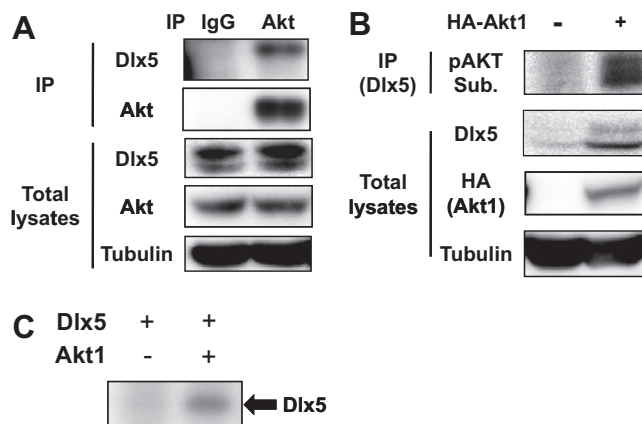 A
IP IgG Akt
IP
Dlx5
Akt
Total
lysates
Dlx5
Akt
Tubulin
B
HA-Akt1 - +
IP
(Dlx5)
pAKT
Sub.
Total
lysates
Dlx5
HA
(Akt1)
Tubulin
C
Dlx5 + +
Akt1 - +
Dlx5